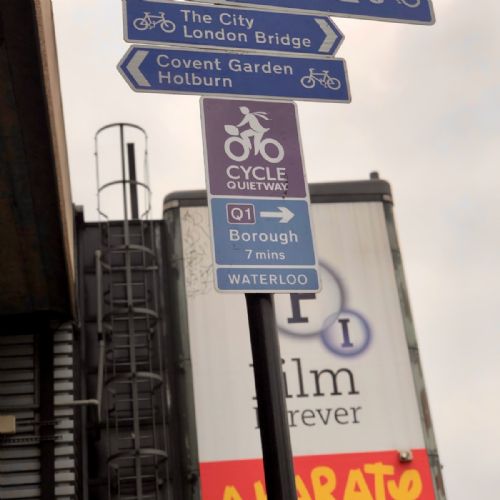 The City
London Bridge
Covent Garden
Holburn
CYCLE
QUIETWAY
Q1
Borough
7 mins
WATERLOO
F
I
Film
Forever